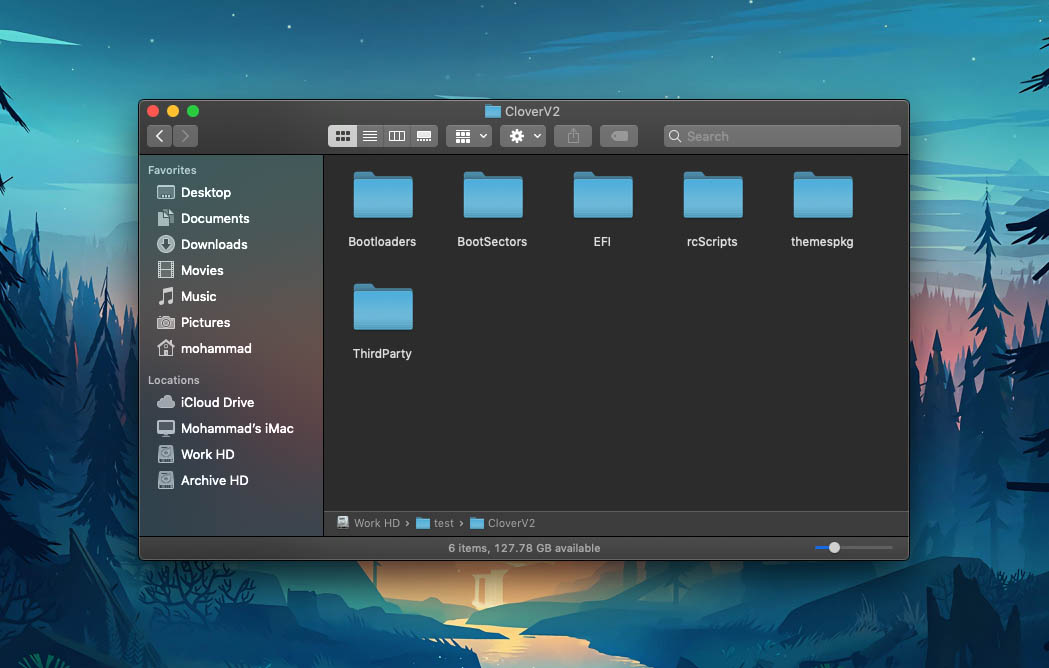 CloverV2
Search
Favorites
Desktop
Documents
Downloads
Movies
Music
Pictures
mohammad
Locations
iCloud Drive
Mohammad's iMac
Work HD
Archive HD
Bootloaders BootSectors EFI rcScripts themespkg
ThirdParty
Work HD › test › CloverV2
6 items, 127.78 GB available